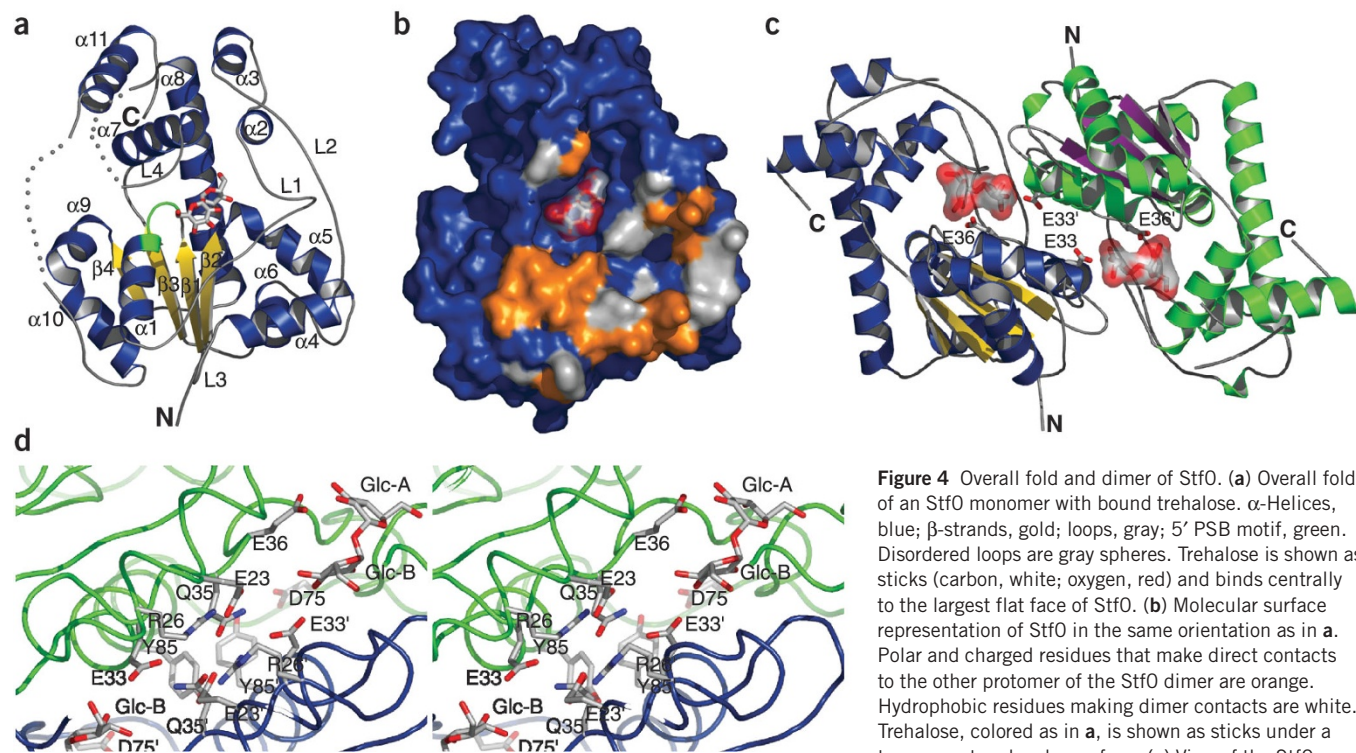 a
α11
α8
α3
α7
C
α2
L4
L2
L1
α9
α5
β4
β2
α6
β3
β1
α10
α1
α4
L3
N
b
c
N
C
E33'
E36'
E36
E33
C
N
d
Glc-A
E36
Glc-B
E23
Q35
D75
R26
E33'
Y85
E33
R26'
Y85'
Glc-B
E23'
Q35'
D75'
Glc-A
E36
Glc-B
E23
Q35
D75
R26
E33'
Y85
E33
R26'
Y85'
Glc-B
E23'
Q35'
D75'
Figure 4 Overall fold and dimer of Stf0. (a) Overall fold
of an Stf0 monomer with bound trehalose. α-Helices,
blue; β-strands, gold; loops, gray; 5′ PSB motif, green.
Disordered loops are gray spheres. Trehalose is shown as
sticks (carbon, white; oxygen, red) and binds centrally
to the largest flat face of Stf0. (b) Molecular surface
representation of Stf0 in the same orientation as in a.
Polar and charged residues that make direct contacts
to the other protomer of the Stf0 dimer are orange.
Hydrophobic residues making dimer contacts are white.
Trehalose, colored as in a, is shown as sticks under a